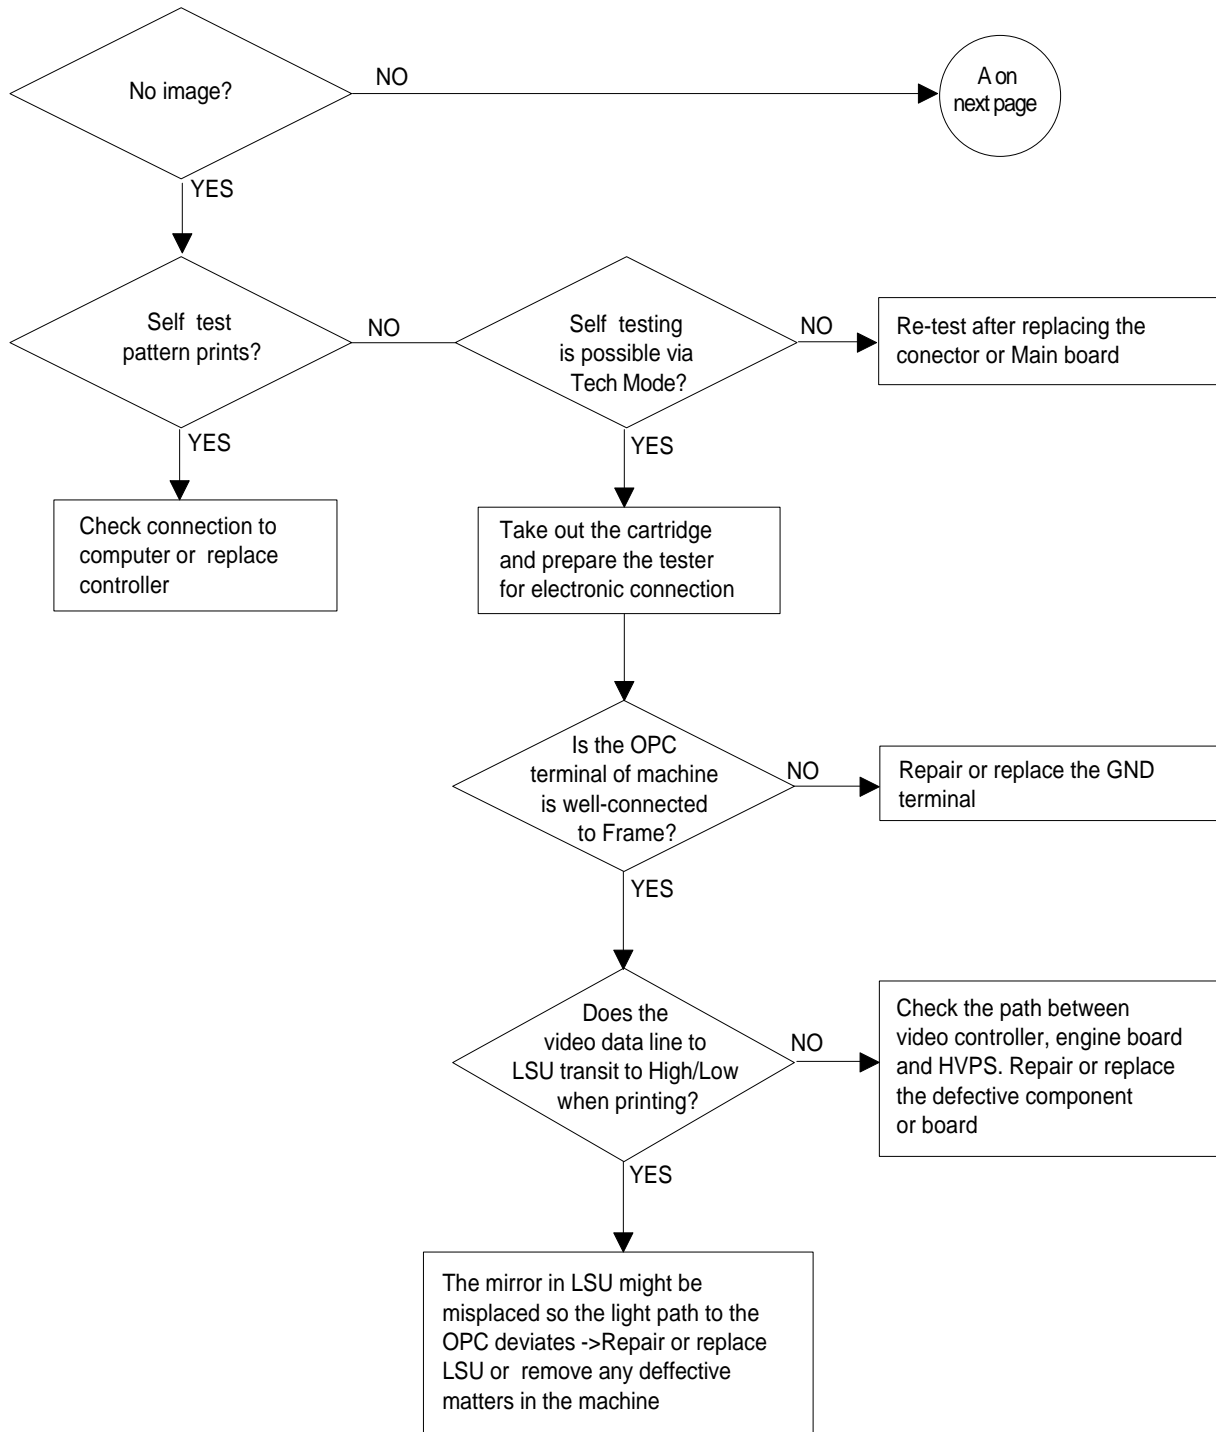 No image?
NO
A on
next page
YES
Self test
pattern prints?
NO
Self testing
is possible via
Tech Mode?
NO
Re-test after replacing the
conector or Main board
YES
Check connection to
computer or replace
controller
YES
Take out the cartridge
and prepare the tester
for electronic connection
Is the OPC
terminal of machine
is well-connected
to Frame?
NO
Repair or replace the GND
terminal
YES
Does the
video data line to
LSU transit to High/Low
when printing?
NO
Check the path between
video controller, engine board
and HVPS. Repair or replace
the defective component
or board
YES
The mirror in LSU might be
misplaced so the light path to the
OPC deviates ->Repair or replace
LSU or remove any deffective
matters in the machine